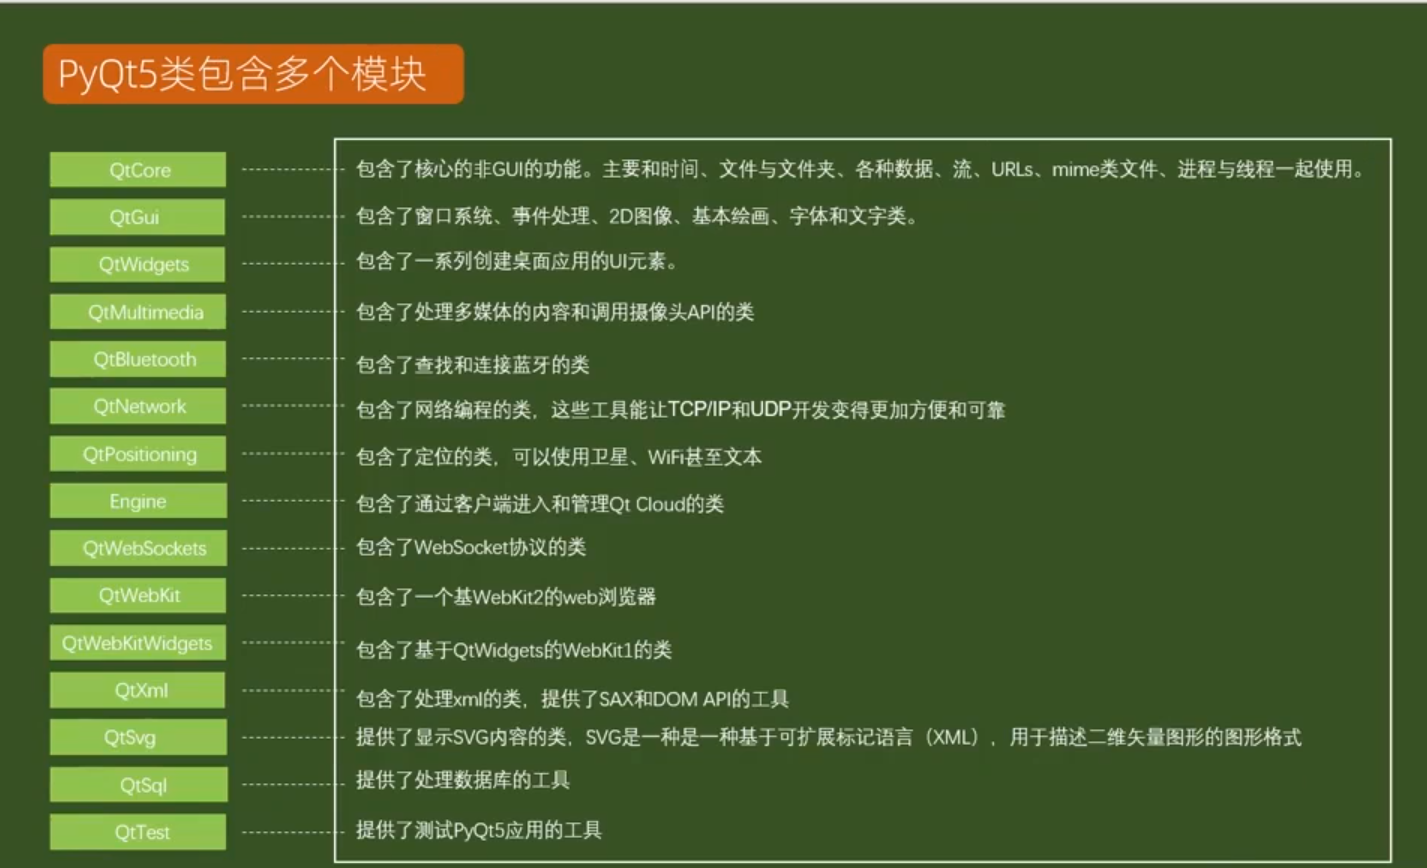 PyQt5类包含多个模块
QtCore 包含了核心的非GUI的功能。主要和时间、文件与文件夹、各种数据、流、URLs、mime类文件、进程与线程一起使用。
QtGui 包含了窗口系统、事件处理、2D图像、基本绘画、字体和文字类。
QtWidgets 包含了一系列创建桌面应用的UI元素。
QtMultimedia 包含了处理多媒体的内容和调用摄像头API的类
QtBluetooth 包含了查找和连接蓝牙的类
QtNetwork 包含了网络编程的类，这些工具能让TCP/IP和UDP开发变得更加方便和可靠
QtPositioning 包含了定位的类，可以使用卫星、WiFi甚至文本
Engine 包含了通过客户端进入和管理Qt Cloud的类
QtWebSockets 包含了WebSocket协议的类
QtWebKit 包含了一个基WebKit2的web浏览器
QtWebKitWidgets 包含了基于QtWidgets的WebKit1的类
QtXml 包含了处理xml的类，提供了SAX和DOM API的工具
QtSvg 提供了显示SVG内容的类，SVG是一种是一种基于可扩展标记语言（XML），用于描述二维矢量图形的图形格式
QtSql 提供了处理数据库的工具
QtTest 提供了测试PyQt5应用的工具